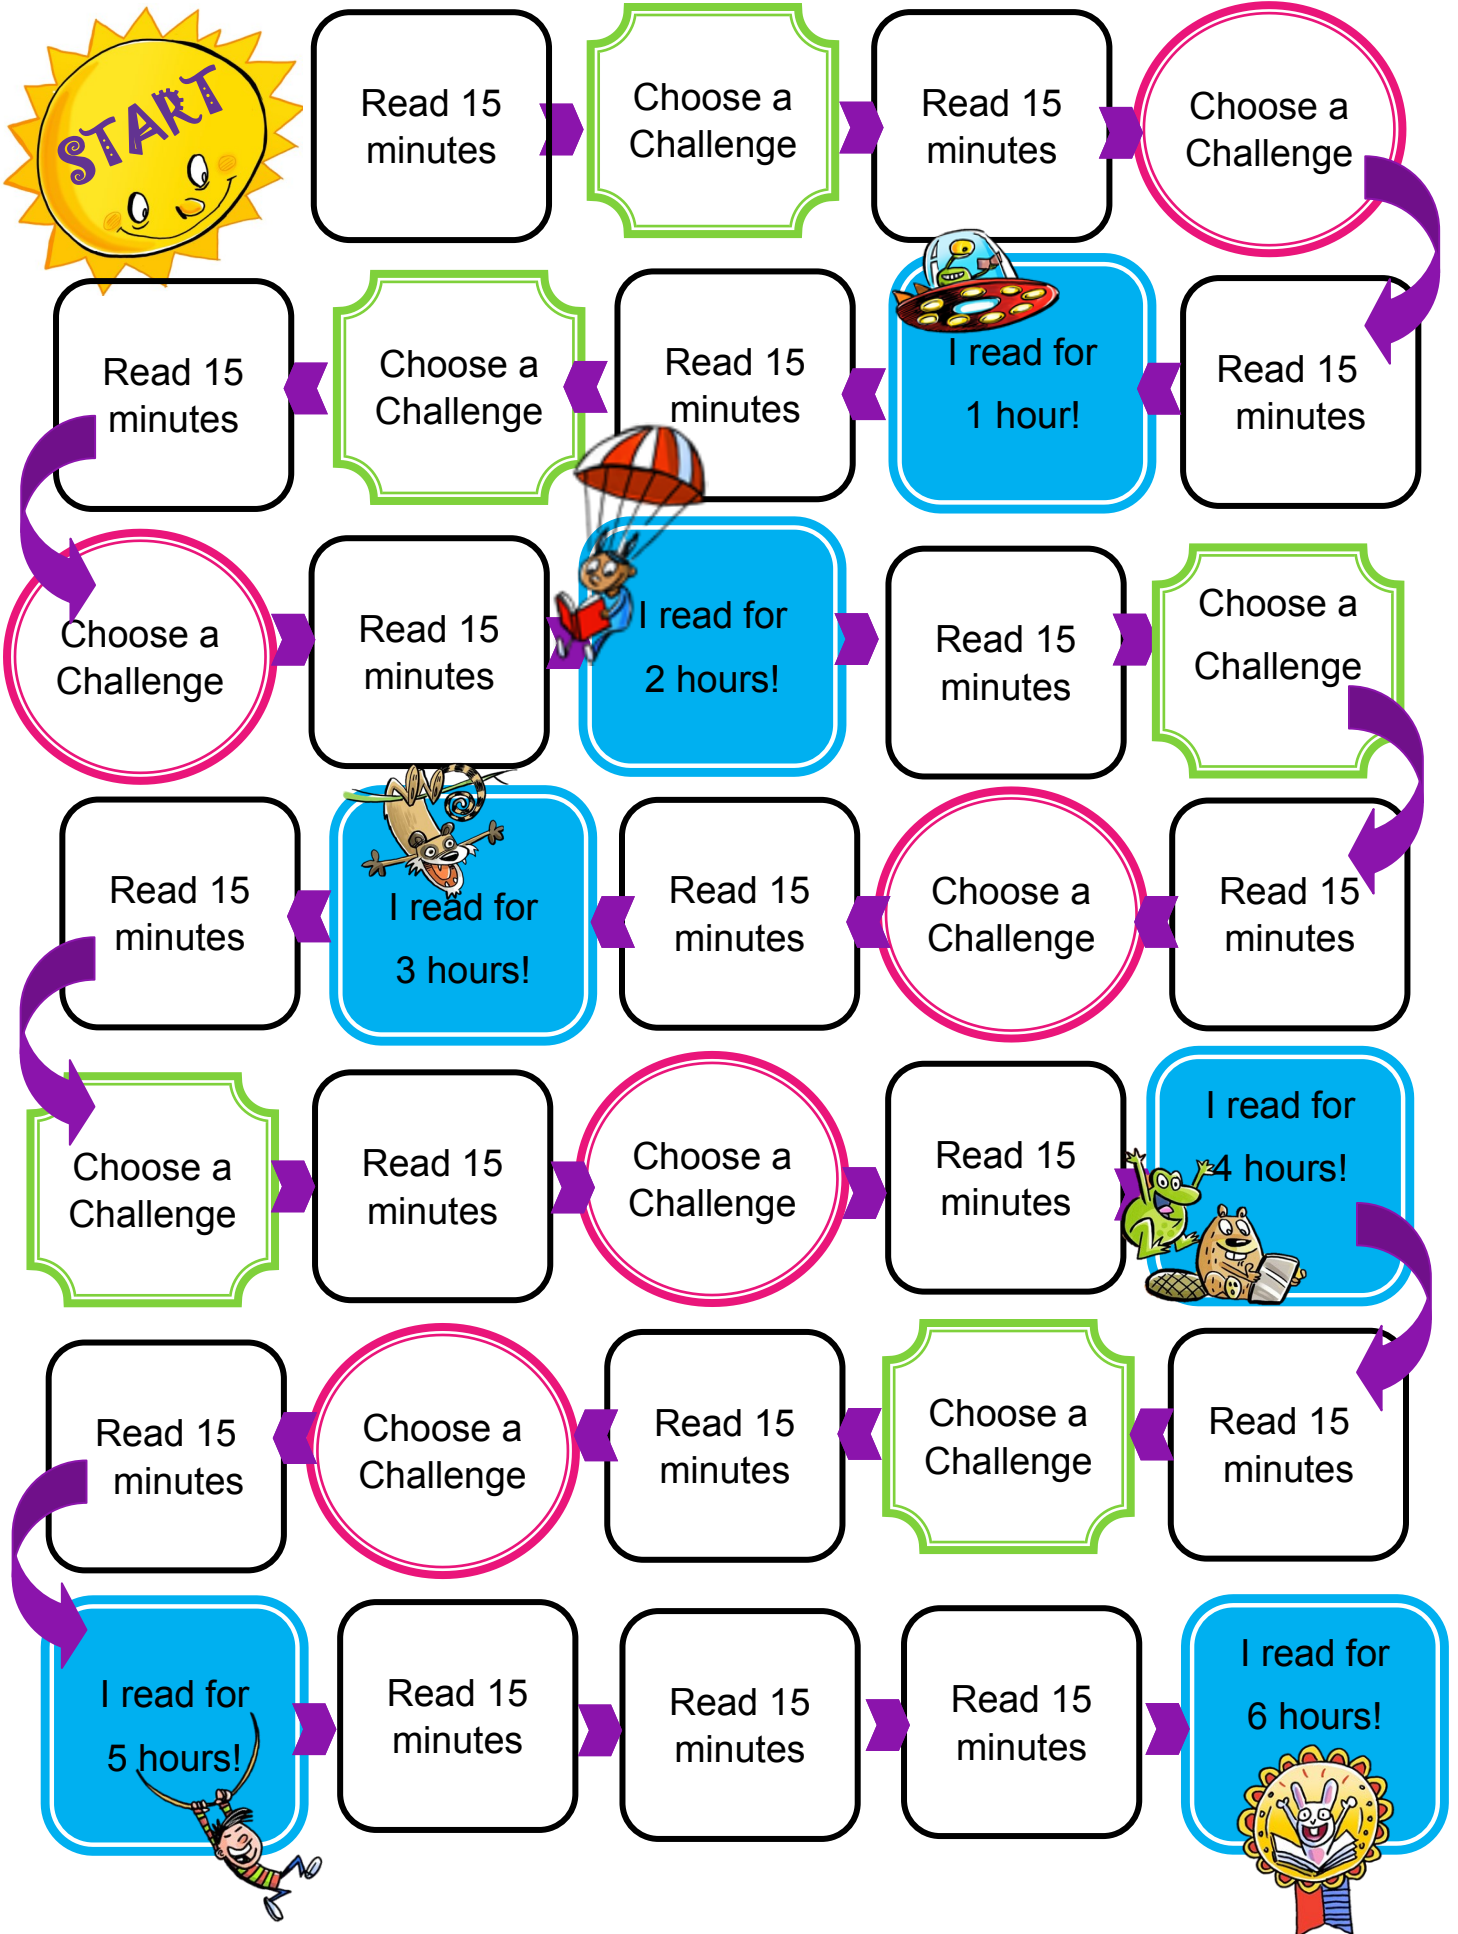 START
Read 15
minutes
Choose a
Challenge
Read 15
minutes
Choose a
Challenge
Read 15
minutes
Choose a
Challenge
Read 15
minutes
I read for
1 hour!
Read 15
minutes
Choose a
Challenge
Read 15
minutes
I read for
2 hours!
Read 15
minutes
Choose a
Challenge
Read 15
minutes
I read for
3 hours!
Read 15
minutes
Choose a
Challenge
Read 15
minutes
Choose a
Challenge
Read 15
minutes
Choose a
Challenge
Read 15
minutes
I read for
4 hours!
Read 15
minutes
Choose a
Challenge
Read 15
minutes
Choose a
Challenge
Read 15
minutes
I read for
5 hours!
Read 15
minutes
Read 15
minutes
Read 15
minutes
I read for
6 hours!